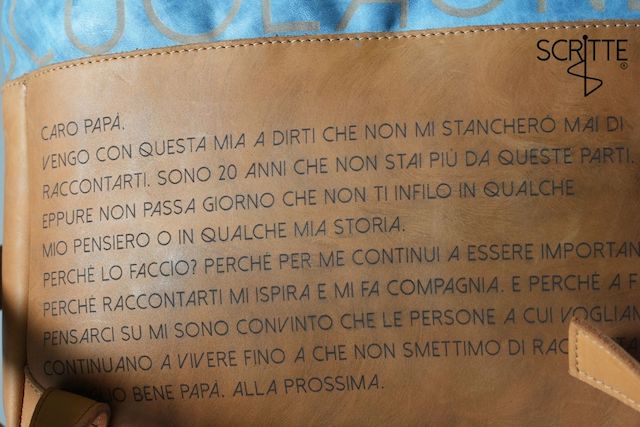 SCUOLA
SCRITTE
CARO PAPÀ,
VENGO CON QUESTA MIA A DIRTI CHE NON MI STANCHERÒ MAI DI
RACCONTARTI. SONO 20 ANNI CHE NON STAI PIÙ DA QUESTE PARTI.
EPPURE NON PASSA GIORNO CHE NON TI INFILO IN QUALCHE
MIO PENSIERO O IN QUALCHE MIA STORIA.
PERCHÉ LO FACCIO? PERCHÉ PER ME CONTINUI A ESSERE IMPORTAN
PERCHÉ RACCONTARTI MI ISPIRA E MI FA COMPAGNIA. E PERCHÉ A F
PENSARCI SU MI SONO CONVINTO CHE LE PERSONE A CUI VOGLIAM
CONTINUANO A VIVERE FINO A CHE NON SMETTIMO DI RAC
BENE PAPÀ. ALLA PROSSIMA.